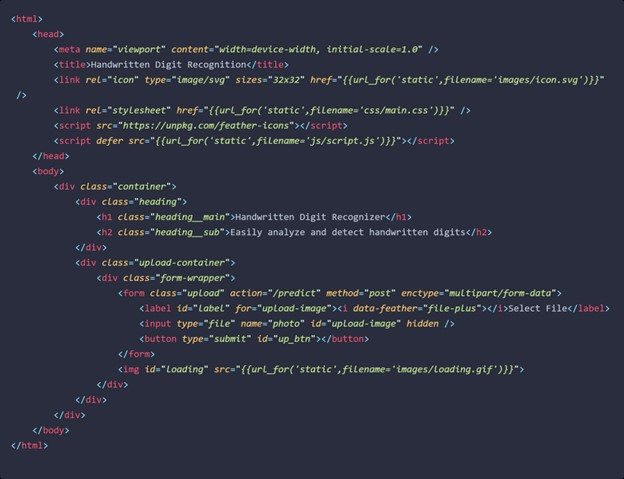 <html>
    <head>
        <meta name="viewport" content="width=device-width, initial-scale=1.0" />
        <title>Handwritten Digit Recognition</title>
        <link rel="icon" type="image/svg" sizes="32x32" href="{{url_for('static',filename='images/icon.svg')}}"
 />
        <link rel="stylesheet" href="{{url_for('static',filename='css/main.css')}}" />
        <script src="https://unpkg.com/feather-icons"></script>
        <script defer src="{{url_for('static',filename='js/script.js')}}"></script>
    </head>
    <body>
        <div class="container">
            <div class="heading">
                <h1 class="heading__main">Handwritten Digit Recognizer</h1>
                <h2 class="heading__sub">Easily analyze and detect handwritten digits</h2>
            </div>
            <div class="upload-container">
                <div class="form-wrapper">
                    <form class="upload" action="/predict" method="post" enctype="multipart/form-data">
                        <label id="label" for="upload-image"><i data-feather="file-plus"></i>Select File</label>
                        <input type="file" name="photo" id="upload-image" hidden />
                        <button type="submit" id="up_btn"></button>
                    </form>
                    <img id="loading" src="{{url_for('static',filename='images/loading.gif')}}">
                </div>
            </div>
        </div>
    </body>
</html>